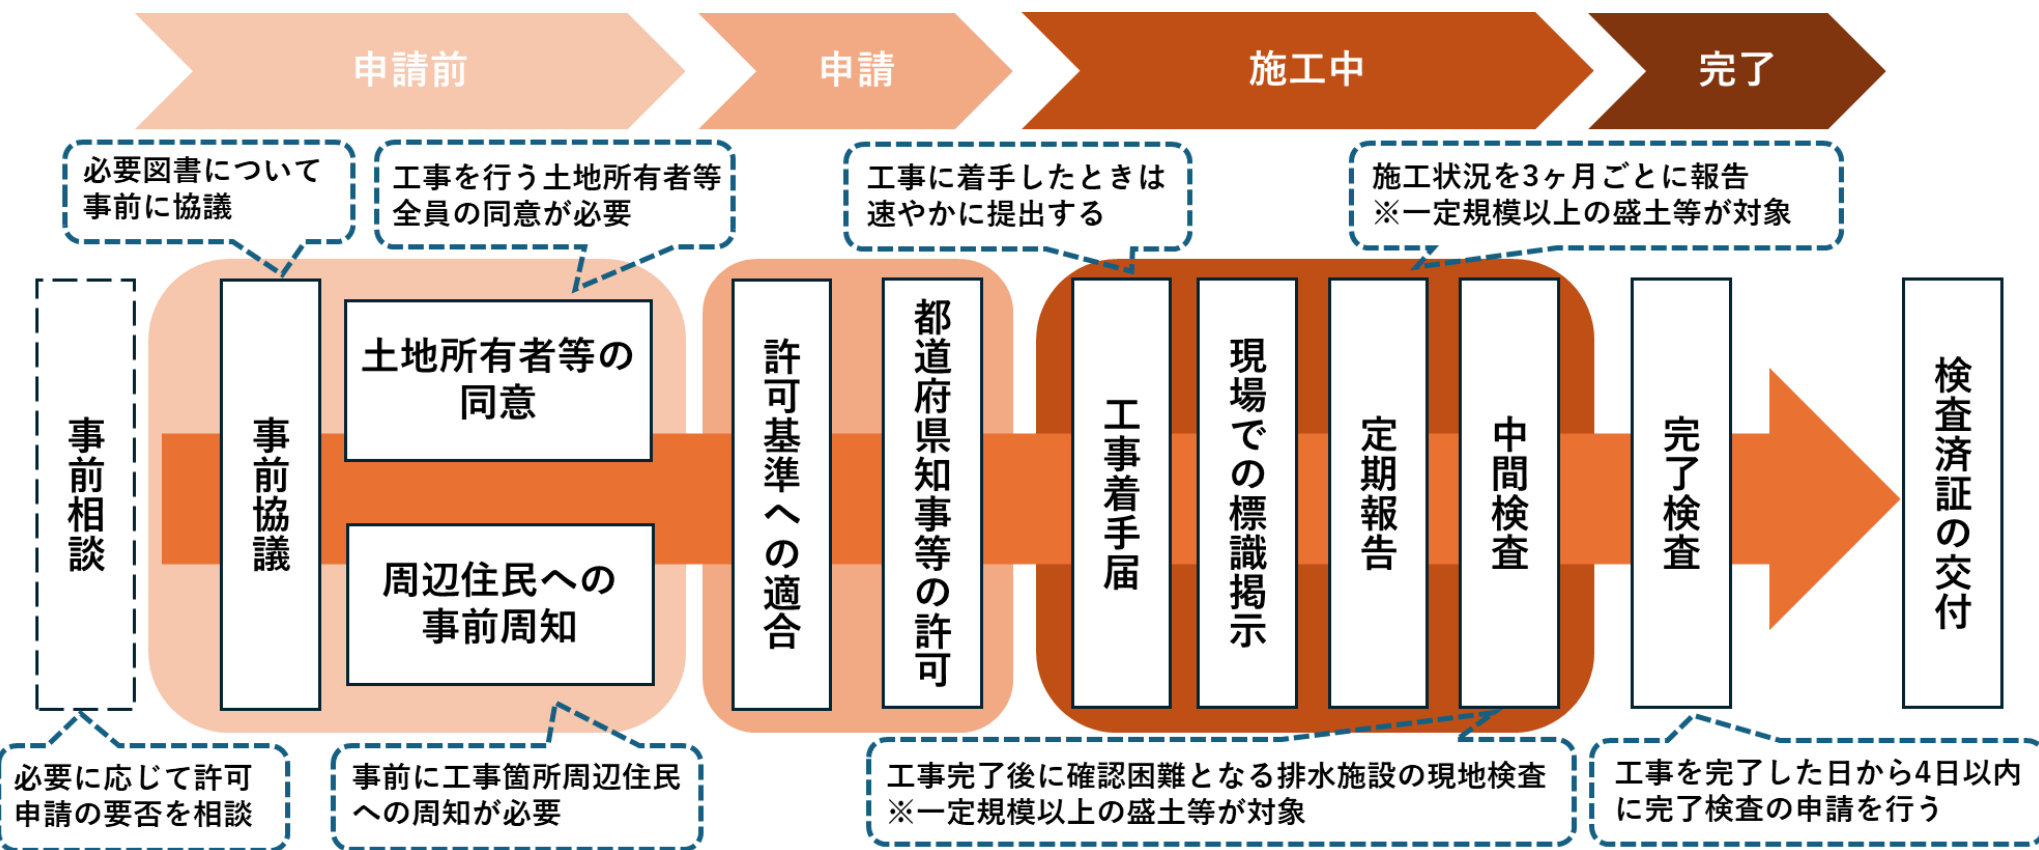 申請前
申請
施工中
完了
必要図書について
事前に協議
工事を行う土地所有者等
全員の同意が必要
工事に着手したときは
速やかに提出する
施工状況を3ヶ月ごとに報告
※一定規模以上の盛土等が対象
事前相談
事前協議
土地所有者等の
同意
周辺住民への
事前周知
許可基準への適合
都道府県知事等の許可
工事着手届
現場での標識掲示
定期報告
中間検査
完了検査
検査済証の交付
必要に応じて許可
申請の要否を相談
事前に工事箇所周辺住民
への周知が必要
工事完了後に確認困難となる排水施設の現地検査
※一定規模以上の盛土等が対象
工事を完了した日から4日以内
に完了検査の申請を行う